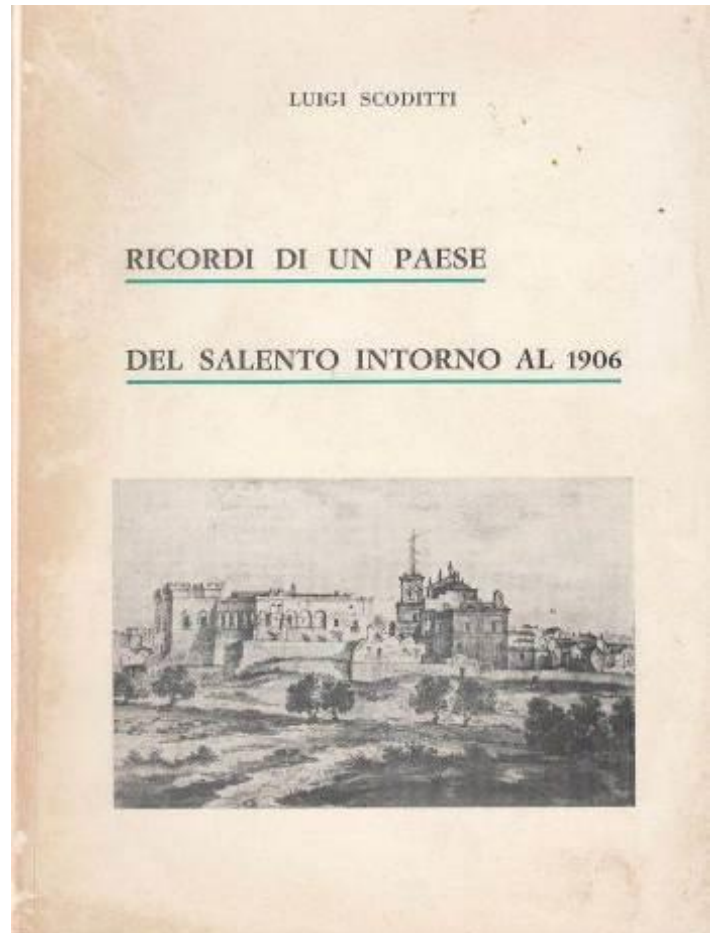 LUIGI SCODITTI
RICORDI DI UN PAESE
DEL SALENTO INTORNO AL 1906